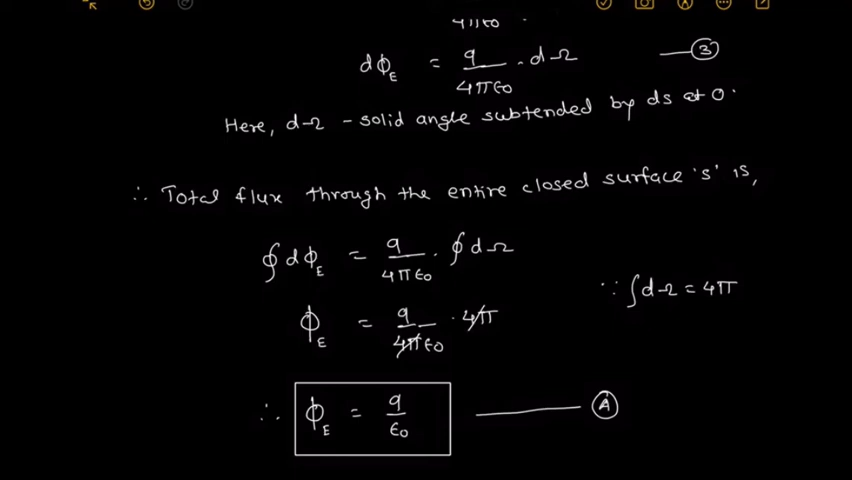 4πε0 .
dΦE = q/4πε0 . dΩ —③
Here, dΩ - solid angle subtended by ds at O.
∴ Total flux through the entire closed surface 's' is,
∮dΦE = q/4πε0 . ∮dΩ
∵ ∫dΩ = 4π
ΦE = q/4πε0 . 4π
∴ ΦE = q/ε0 —Ⓐ